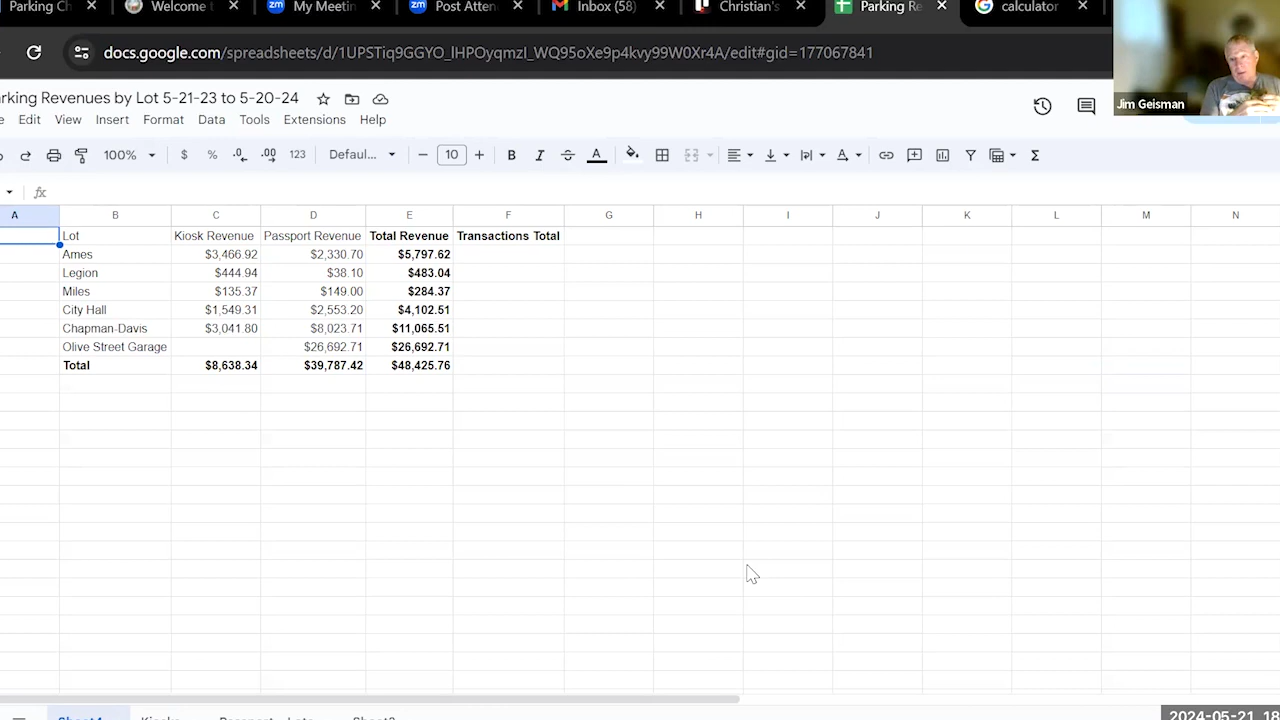 Parking Ch
Welcome t
My Meetin
Post Atten
Inbox (58)
Christian's
Parking Re
calculator
docs.google.com/spreadsheets/d/1UPSTiq9GGYO_lHPOyqmzl_WQ95oXe9p4kvy99W0Xr4A/edit#gid=177067841
Jim Geisman
rking Revenues by Lot 5-21-23 to 5-20-24
Edit View Insert Format Data Tools Extensions Help
100% $ % .0 .00 123 Defaul... 10 B I A
fx
A B C D E F G H I J K L M N
Lot Kiosk Revenue Passport Revenue Total Revenue Transactions Total
Ames $3,466.92 $2,330.70 $5,797.62
Legion $444.94 $38.10 $483.04
Miles $135.37 $149.00 $284.37
City Hall $1,549.31 $2,553.20 $4,102.51
Chapman-Davis $3,041.80 $8,023.71 $11,065.51
Olive Street Garage $26,692.71 $26,692.71
Total $8,638.34 $39,787.42 $48,425.76